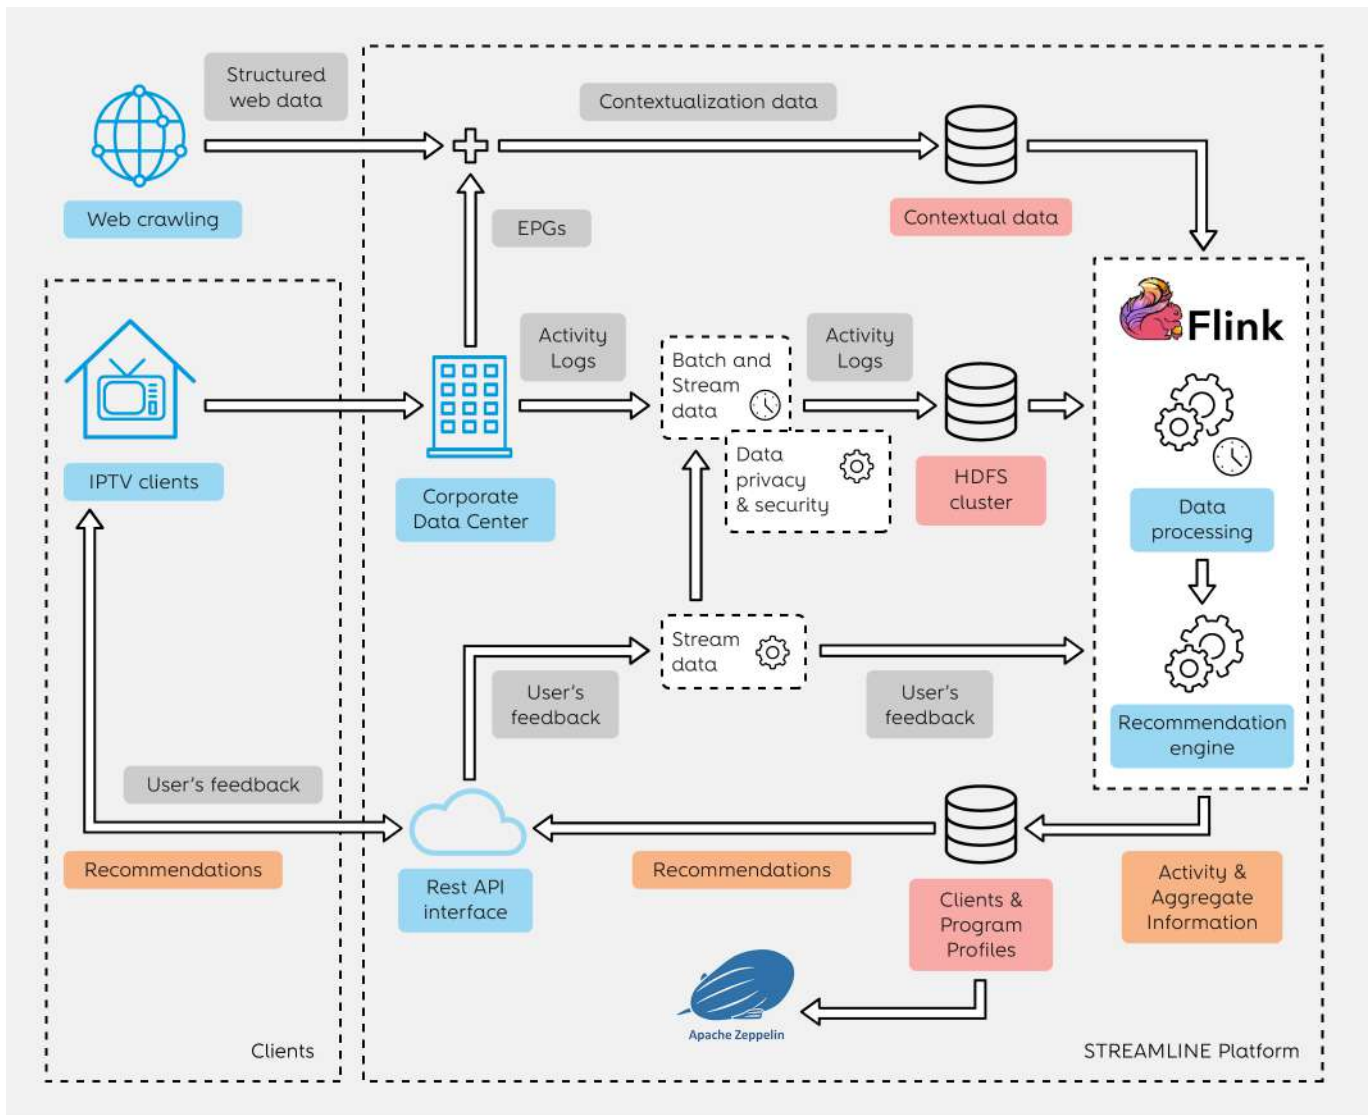 Structured
web data
Contextualization data
Web crawling
EPGs
Contextual data
Flink
Activity
Logs
Batch and
Stream
data
Activity
Logs
Data
privacy
& security
IPTV clients
Corporate
Data Center
HDFS
cluster
Data
processing
Stream
data
User's
feedback
User's
feedback
Recommendation
engine
User's feedback
Recommendations
Rest API
interface
Recommendations
Clients &
Program
Profiles
Activity &
Aggregate
Information
Apache Zeppelin
Clients
STREAMLINE Platform